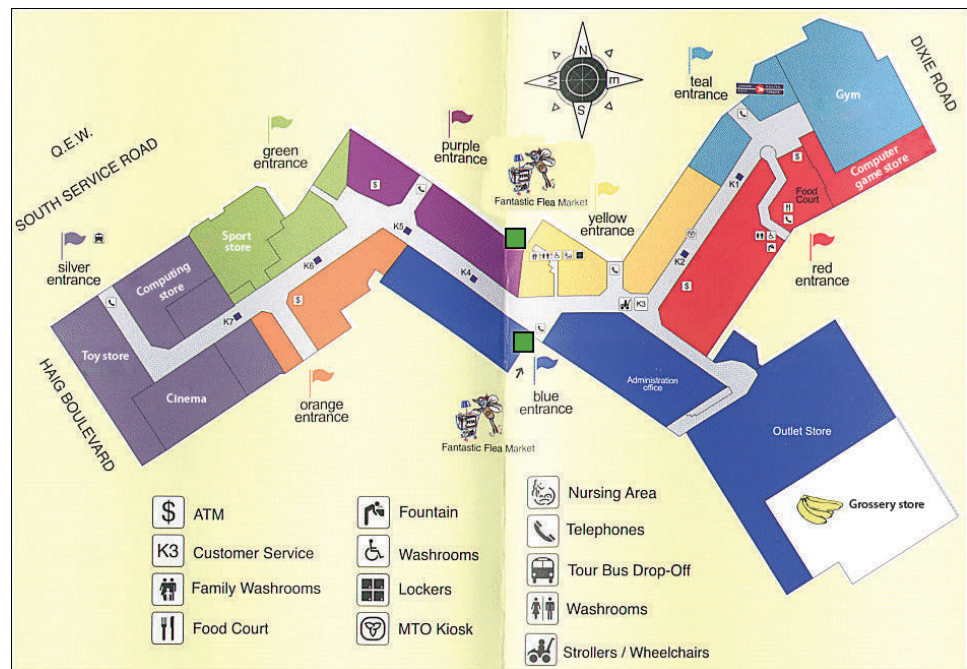 N
E
S
W
DIXIE ROAD
teal
entrance
Gym
Q.E.W.
SOUTH SERVICE ROAD
green
entrance
purple
entrance
$
K1
$
Computer
game store
Food
Court
Fantastic Flea Market
yellow
entrance
Sport
store
K5
silver
entrance
Computing
store
K6
K4
K2
red
entrance
$
K3
$
K7
Toy store
Cinema
HAIG BOULEVARD
orange
entrance
blue
entrance
Administration
office
Fantastic Flea Market
Outlet Store
Grossery store
$ ATM
K3 Customer Service
Family Washrooms
Food Court
Fountain
Washrooms
Lockers
MTO Kiosk
Nursing Area
Telephones
Tour Bus Drop-Off
Washrooms
Strollers / Wheelchairs